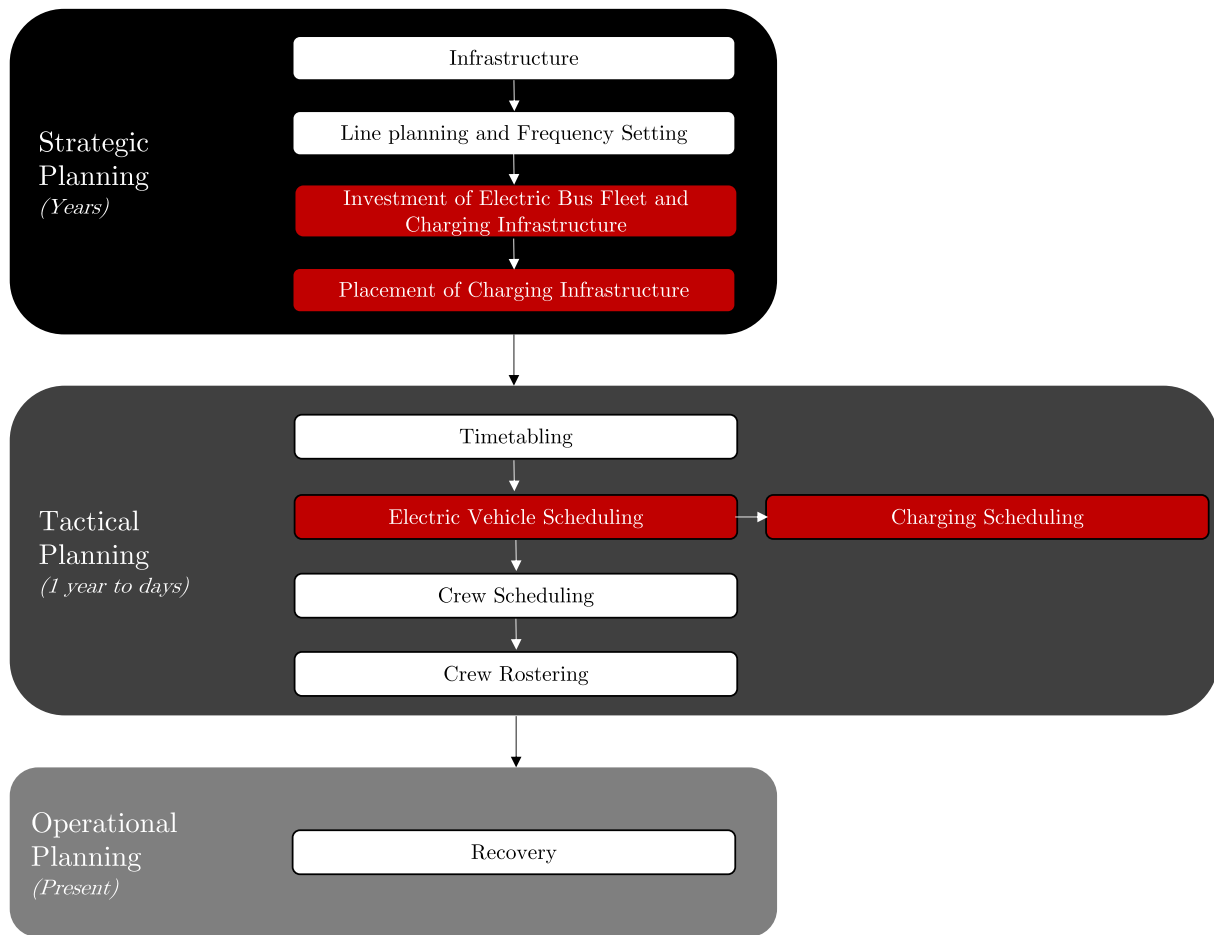 Strategic
Planning
(Years)
Infrastructure
Line planning and Frequency Setting
Investment of Electric Bus Fleet and
Charging Infrastructure
Placement of Charging Infrastructure
Tactical
Planning
(1 year to days)
Timetabling
Electric Vehicle Scheduling
Charging Scheduling
Crew Scheduling
Crew Rostering
Operational
Planning
(Present)
Recovery